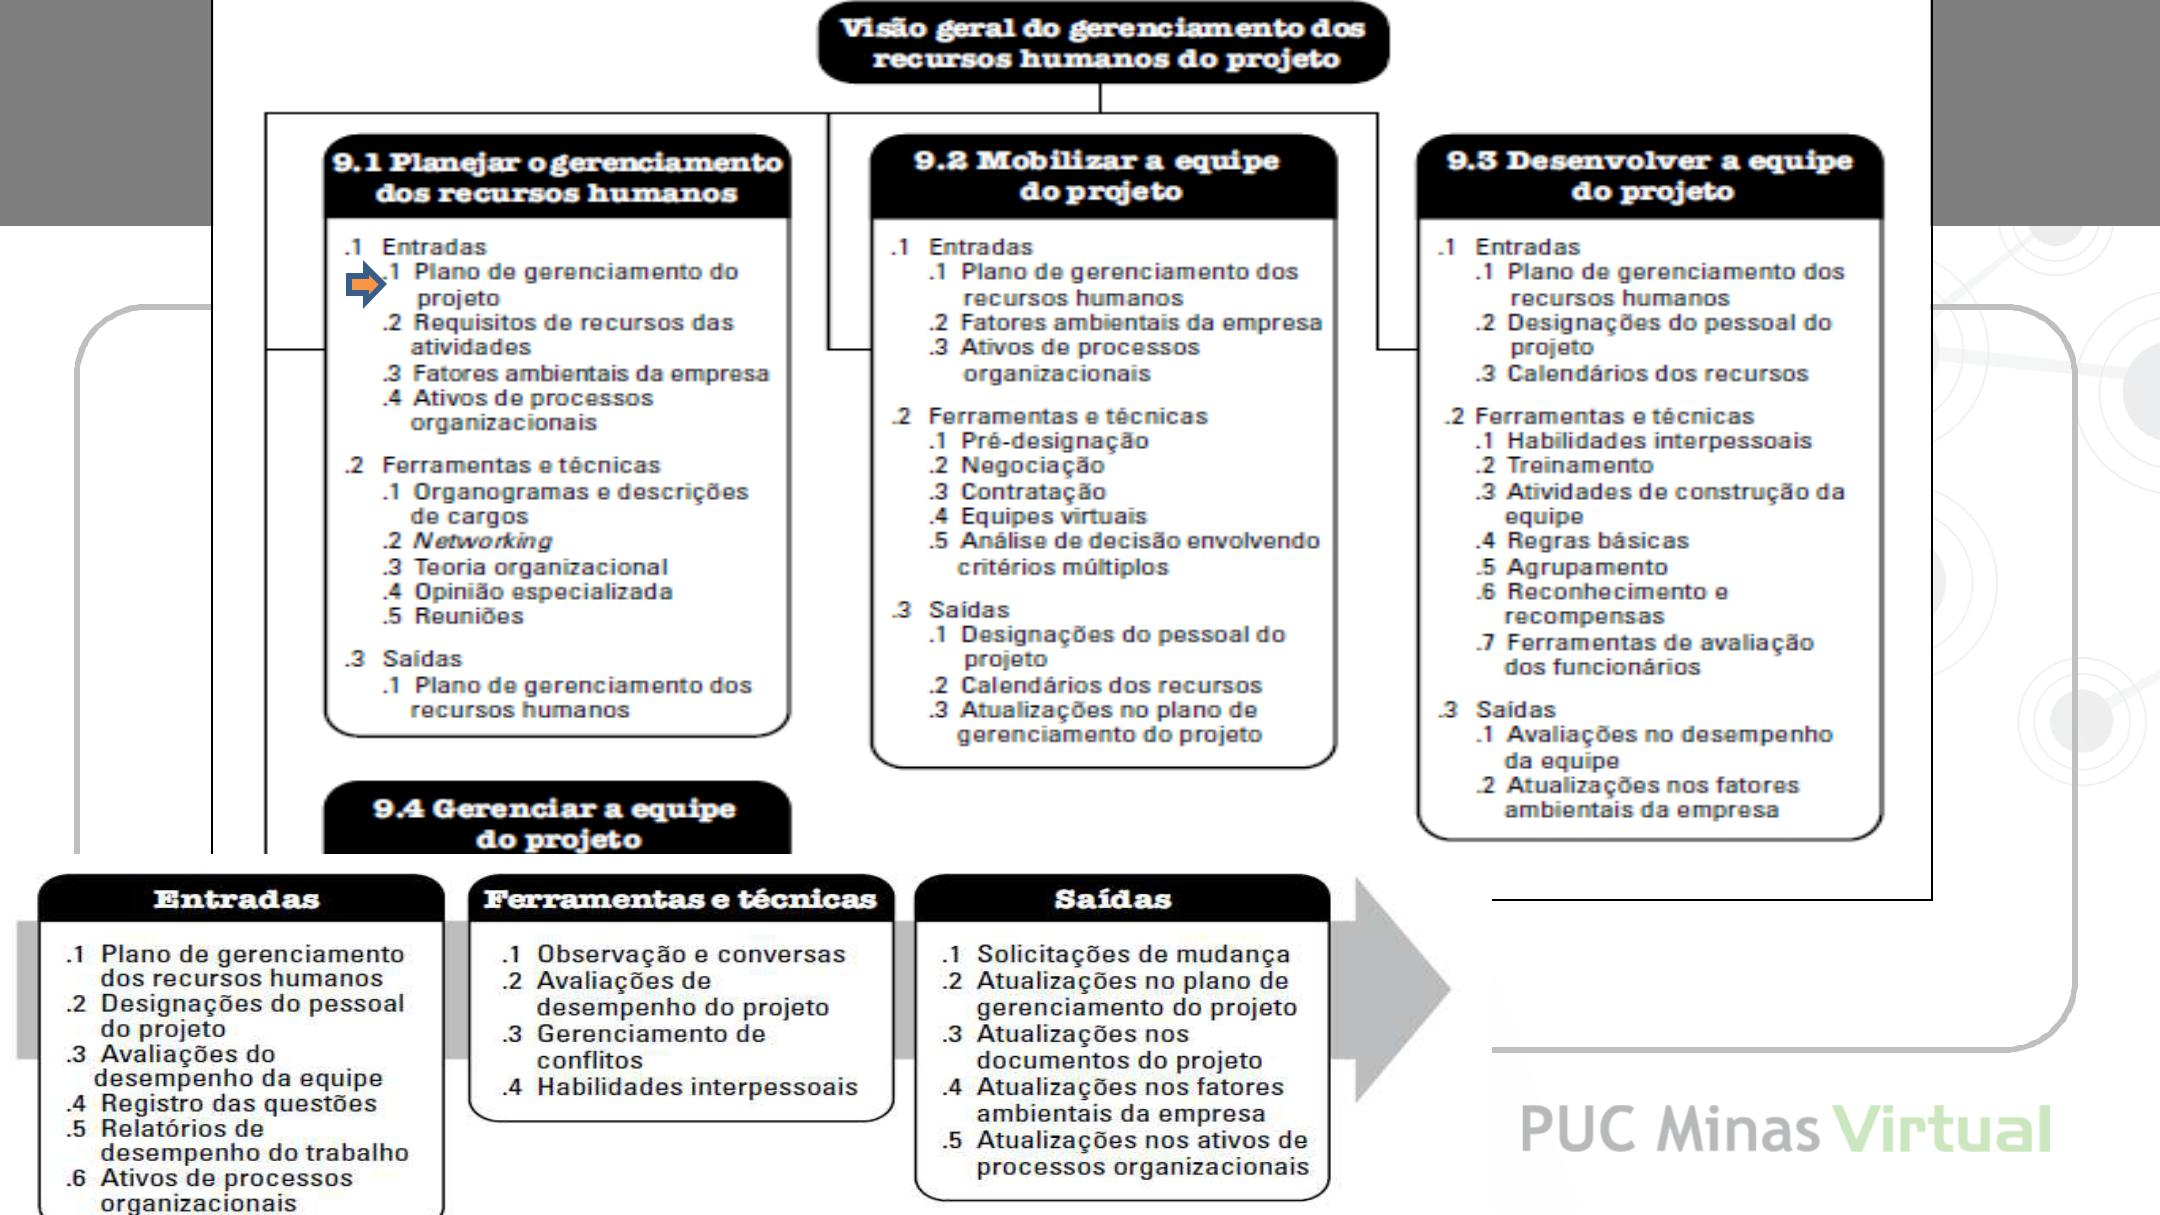 Visão geral do gerenciamento dos
recursos humanos do projeto
9.1 Planejar o gerenciamento
dos recursos humanos
.1 Entradas
.1 Plano de gerenciamento do
projeto
.2 Requisitos de recursos das
atividades
.3 Fatores ambientais da empresa
.4 Ativos de processos
organizacionais
.2 Ferramentas e técnicas
.1 Organogramas e descrições
de cargos
.2 Networking
.3 Teoria organizacional
.4 Opinião especializada
.5 Reuniões
.3 Saídas
.1 Plano de gerenciamento dos
recursos humanos
9.2 Mobilizar a equipe
do projeto
.1 Entradas
.1 Plano de gerenciamento dos
recursos humanos
.2 Fatores ambientais da empresa
.3 Ativos de processos
organizacionais
.2 Ferramentas e técnicas
.1 Pré-designação
.2 Negociação
.3 Contratação
.4 Equipes virtuais
.5 Análise de decisão envolvendo
critérios múltiplos
.3 Saídas
.1 Designações do pessoal do
projeto
.2 Calendários dos recursos
.3 Atualizações no plano de
gerenciamento do projeto
9.3 Desenvolver a equipe
do projeto
.1 Entradas
.1 Plano de gerenciamento dos
recursos humanos
.2 Designações do pessoal do
projeto
.3 Calendários dos recursos
.2 Ferramentas e técnicas
.1 Habilidades interpessoais
.2 Treinamento
.3 Atividades de construção da
equipe
.4 Regras básicas
.5 Agrupamento
.6 Reconhecimento e
recompensas
.7 Ferramentas de avaliação
dos funcionários
.3 Saídas
.1 Avaliações no desempenho
da equipe
.2 Atualizações nos fatores
ambientais da empresa
9.4 Gerenciar a equipe
do projeto
Entradas
.1 Plano de gerenciamento
dos recursos humanos
.2 Designações do pessoal
do projeto
.3 Avaliações do
desempenho da equipe
.4 Registro das questões
.5 Relatórios de
desempenho do trabalho
.6 Ativos de processos
organizacionais
Ferramentas e técnicas
.1 Observação e conversas
.2 Avaliações de
desempenho do projeto
.3 Gerenciamento de
conflitos
.4 Habilidades interpessoais
Saídas
.1 Solicitações de mudança
.2 Atualizações no plano de
gerenciamento do projeto
.3 Atualizações nos
documentos do projeto
.4 Atualizações nos fatores
ambientais da empresa
.5 Atualizações nos ativos de
processos organizacionais
PUC Minas Virtual